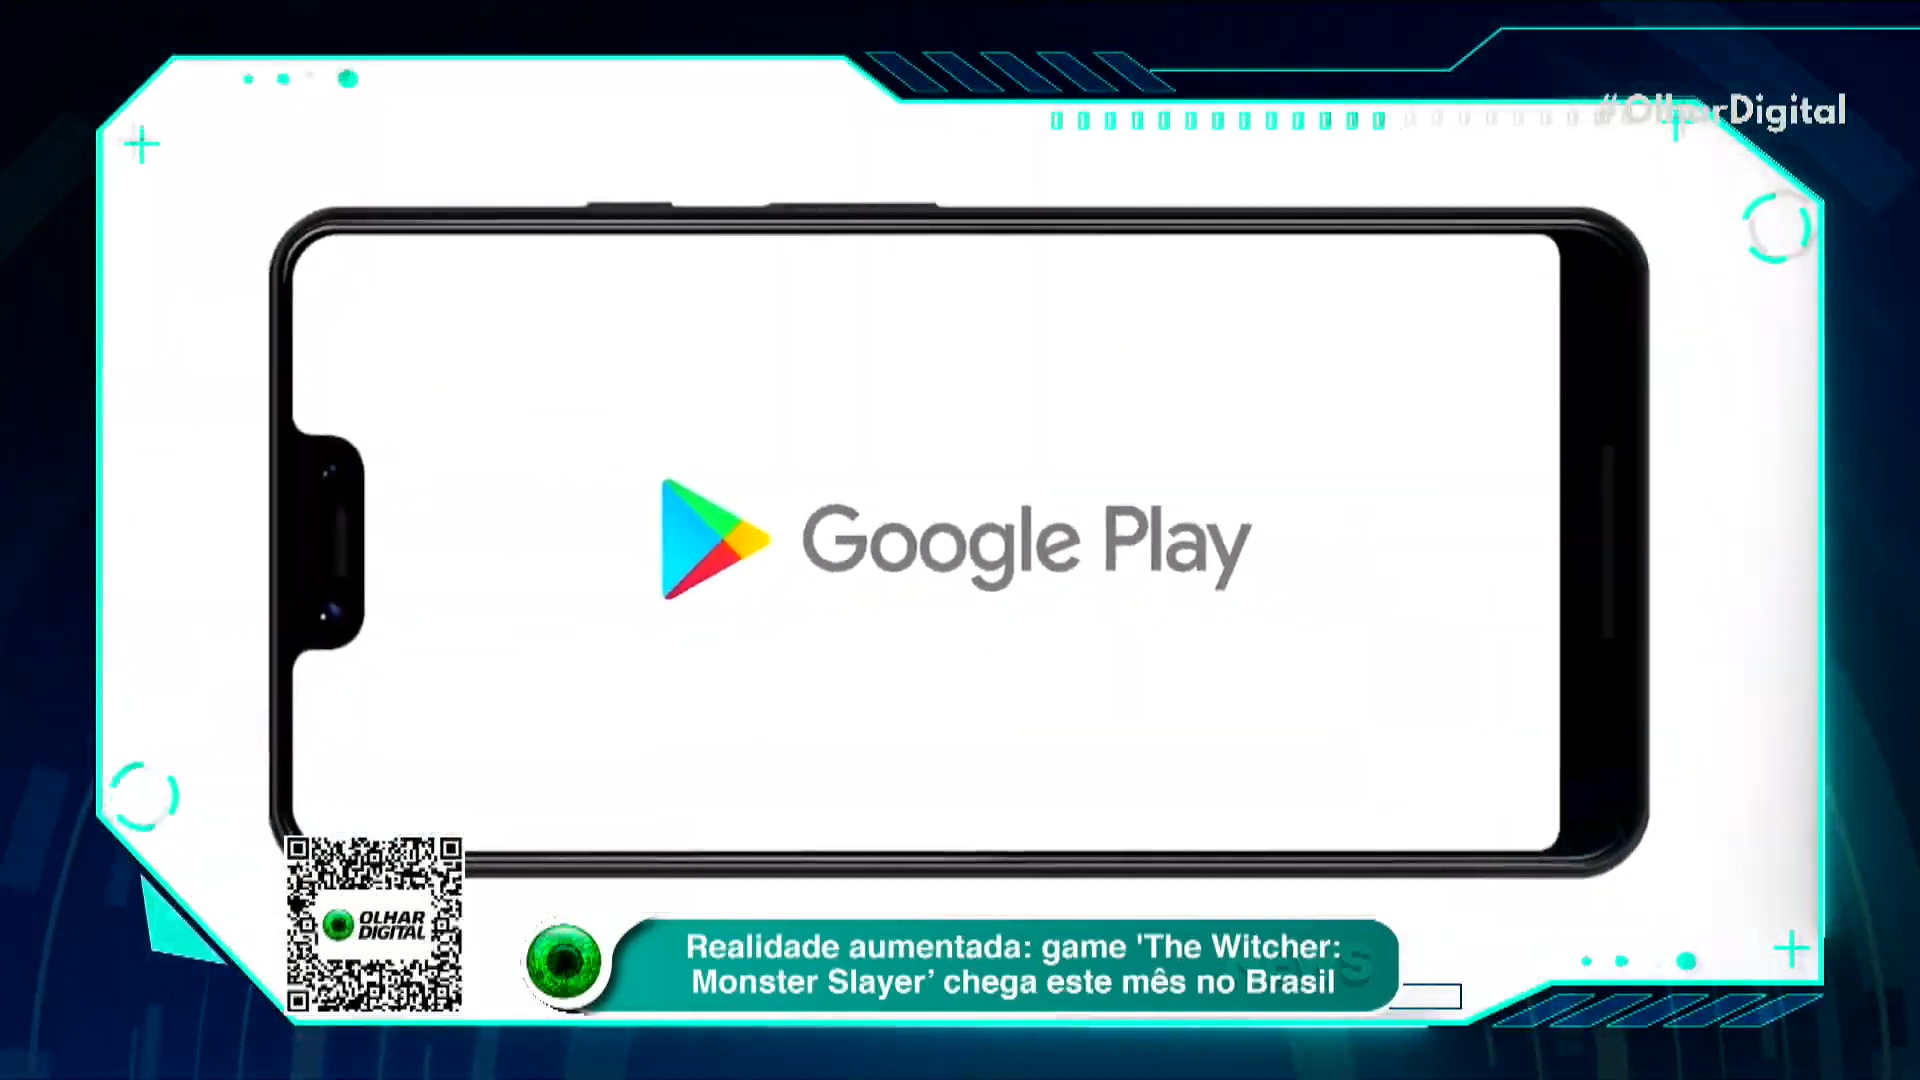 #OlharDigital
Google Play
OLHAR
DIGITAL
Realidade aumentada: game 'The Witcher:
Monster Slayer’ chega este mês no Brasil